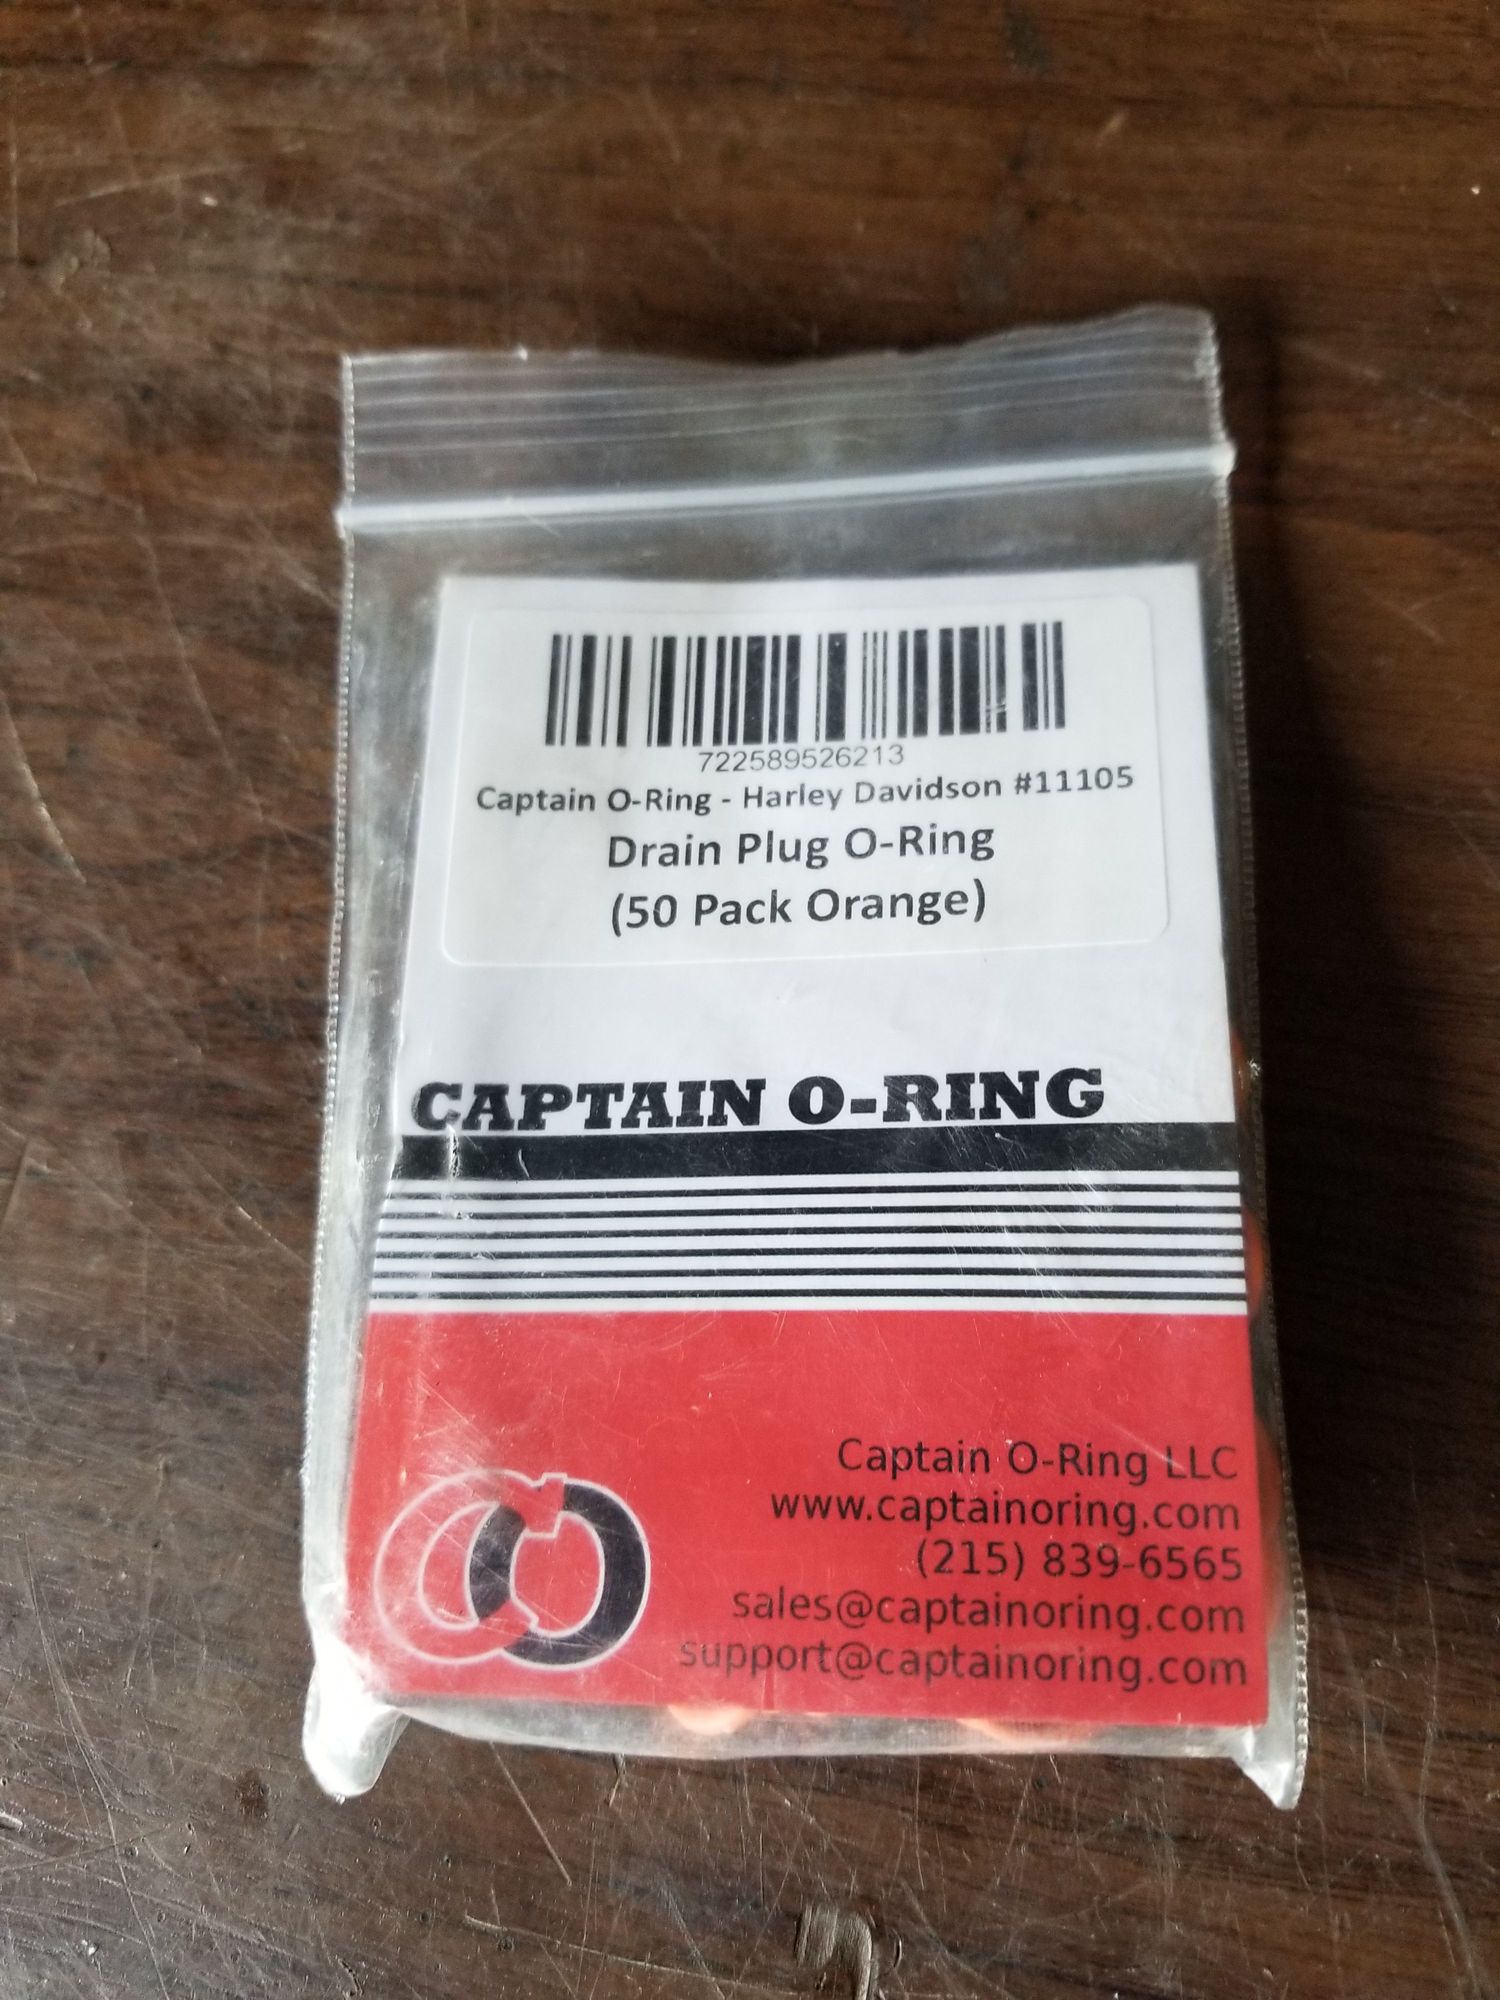 722589526213
Captain O-Ring - Harley Davidson #11105
Drain Plug O-Ring
(50 Pack Orange)
CAPTAIN O-RING
Captain O-Ring LLC
www.captainoring.com
(215) 839-6565
sales@captainoring.com
support@captainoring.com